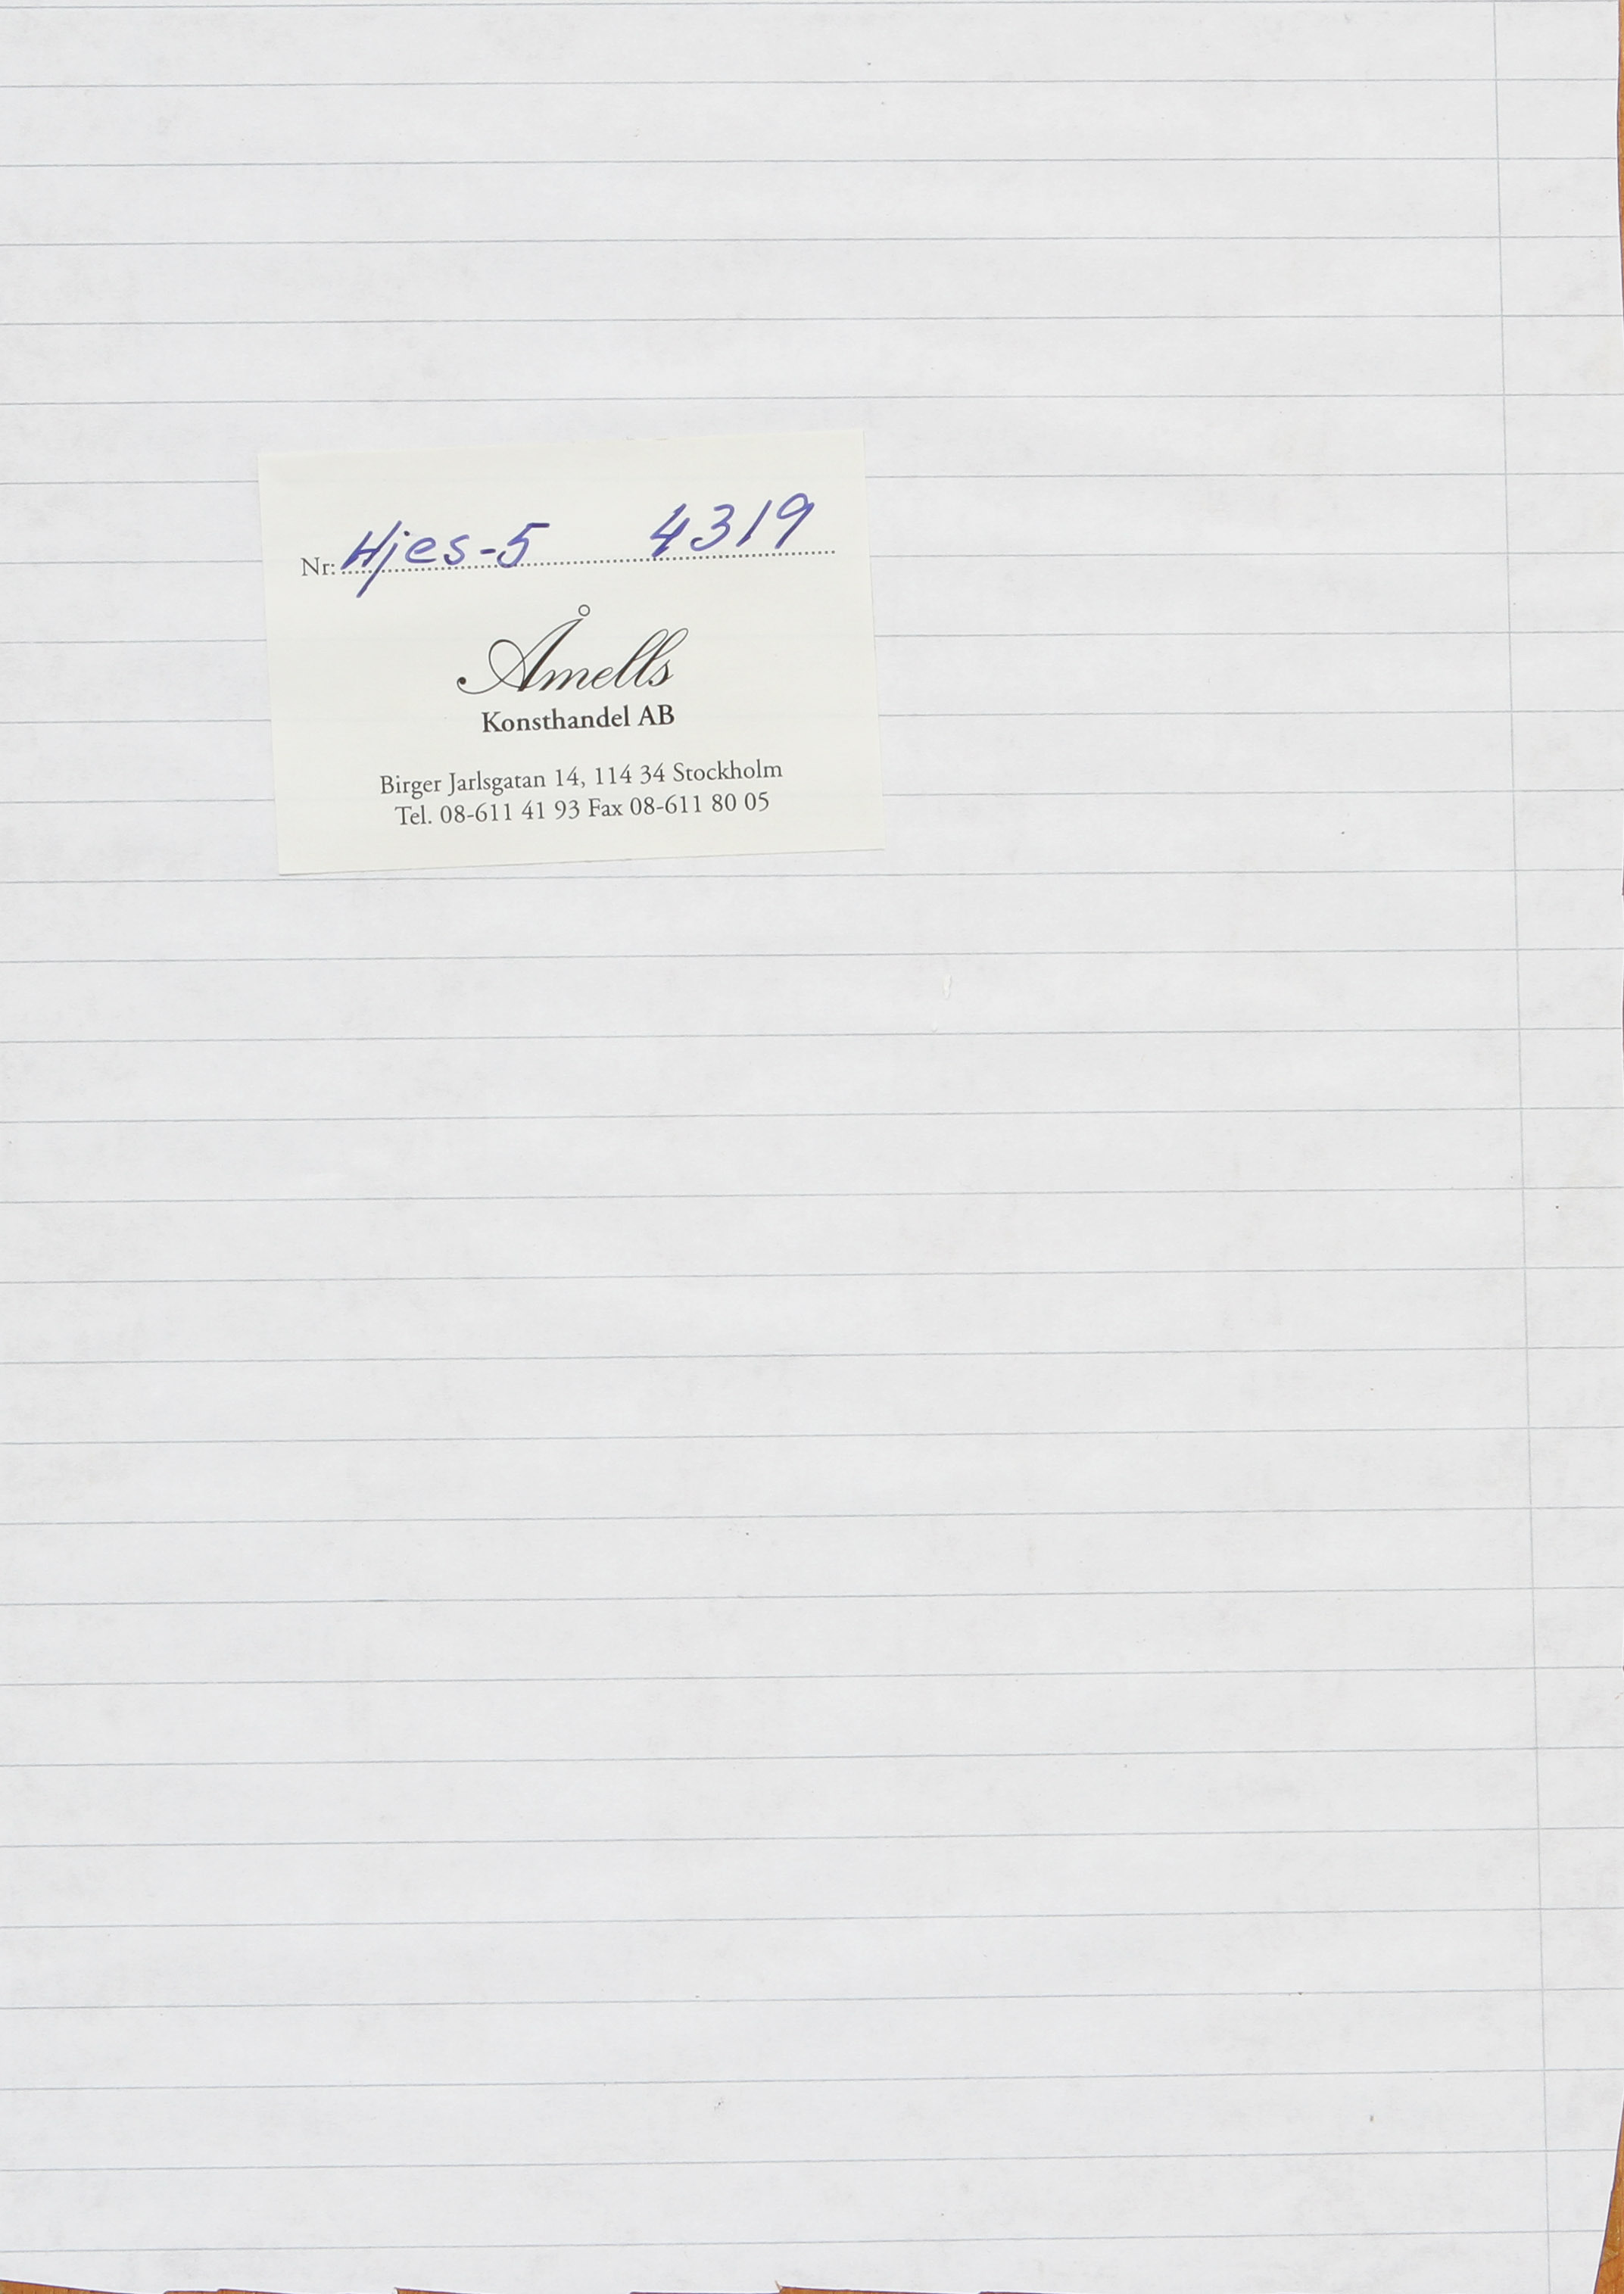 Nr: Hjes-5 4319
Åmells
Konsthandel AB
Birger Jarlsgatan 14, 114 34 Stockholm
Tel. 08-611 41 93 Fax 08-611 80 05